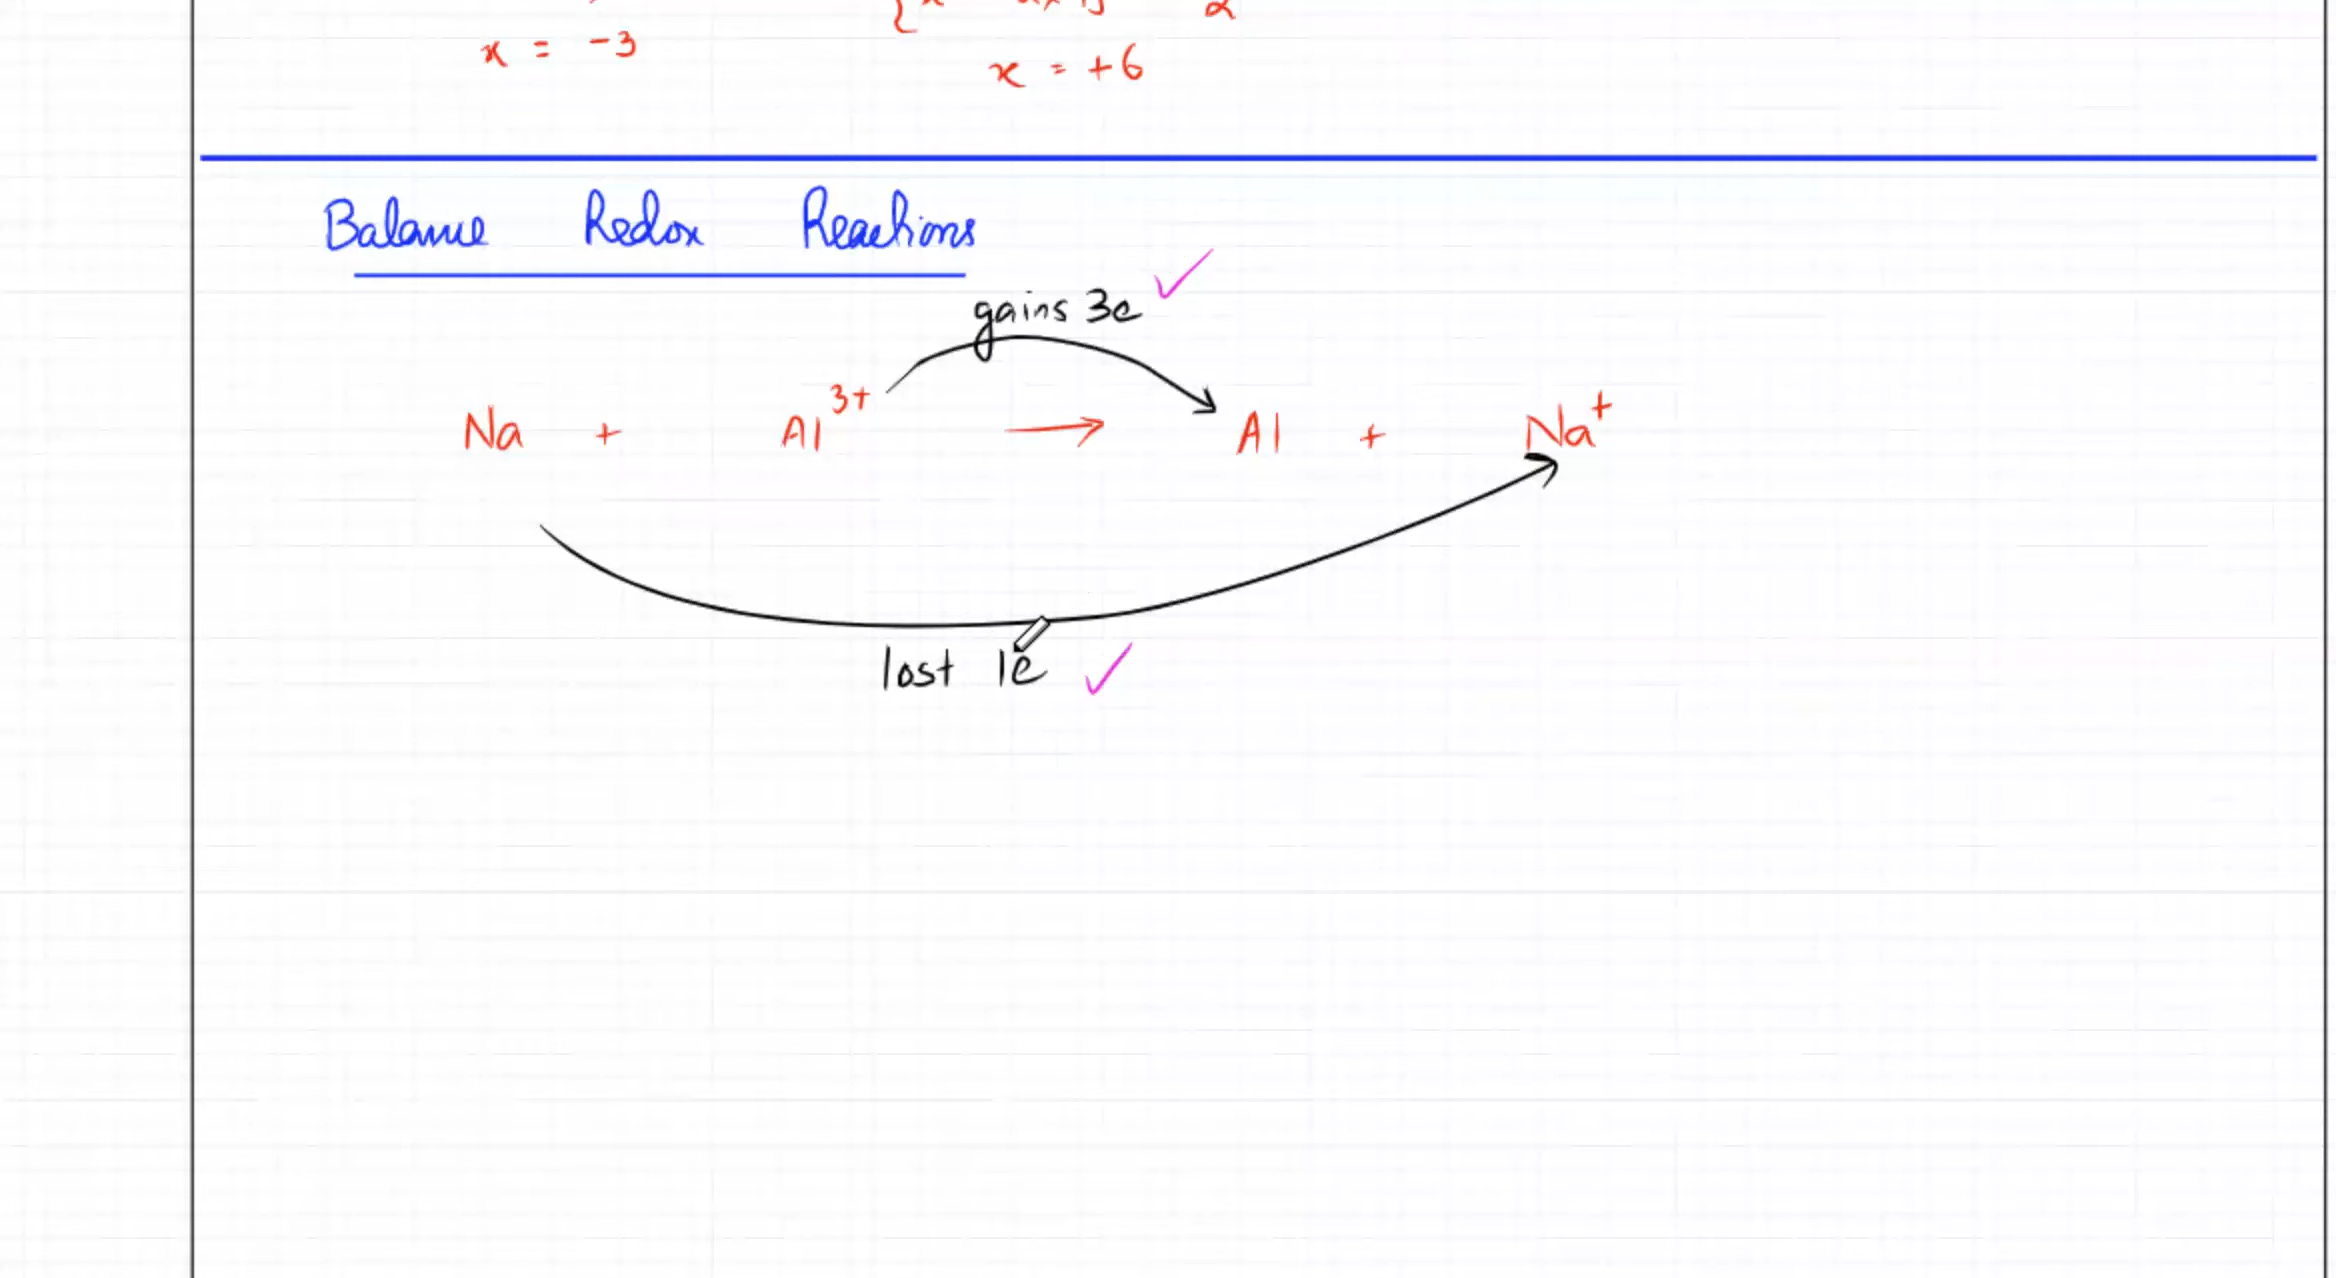 x = -3
x = +6
Balance Redox Reactions
gains 3e
Na + Al³⁺ → Al + Na⁺
lost 1e